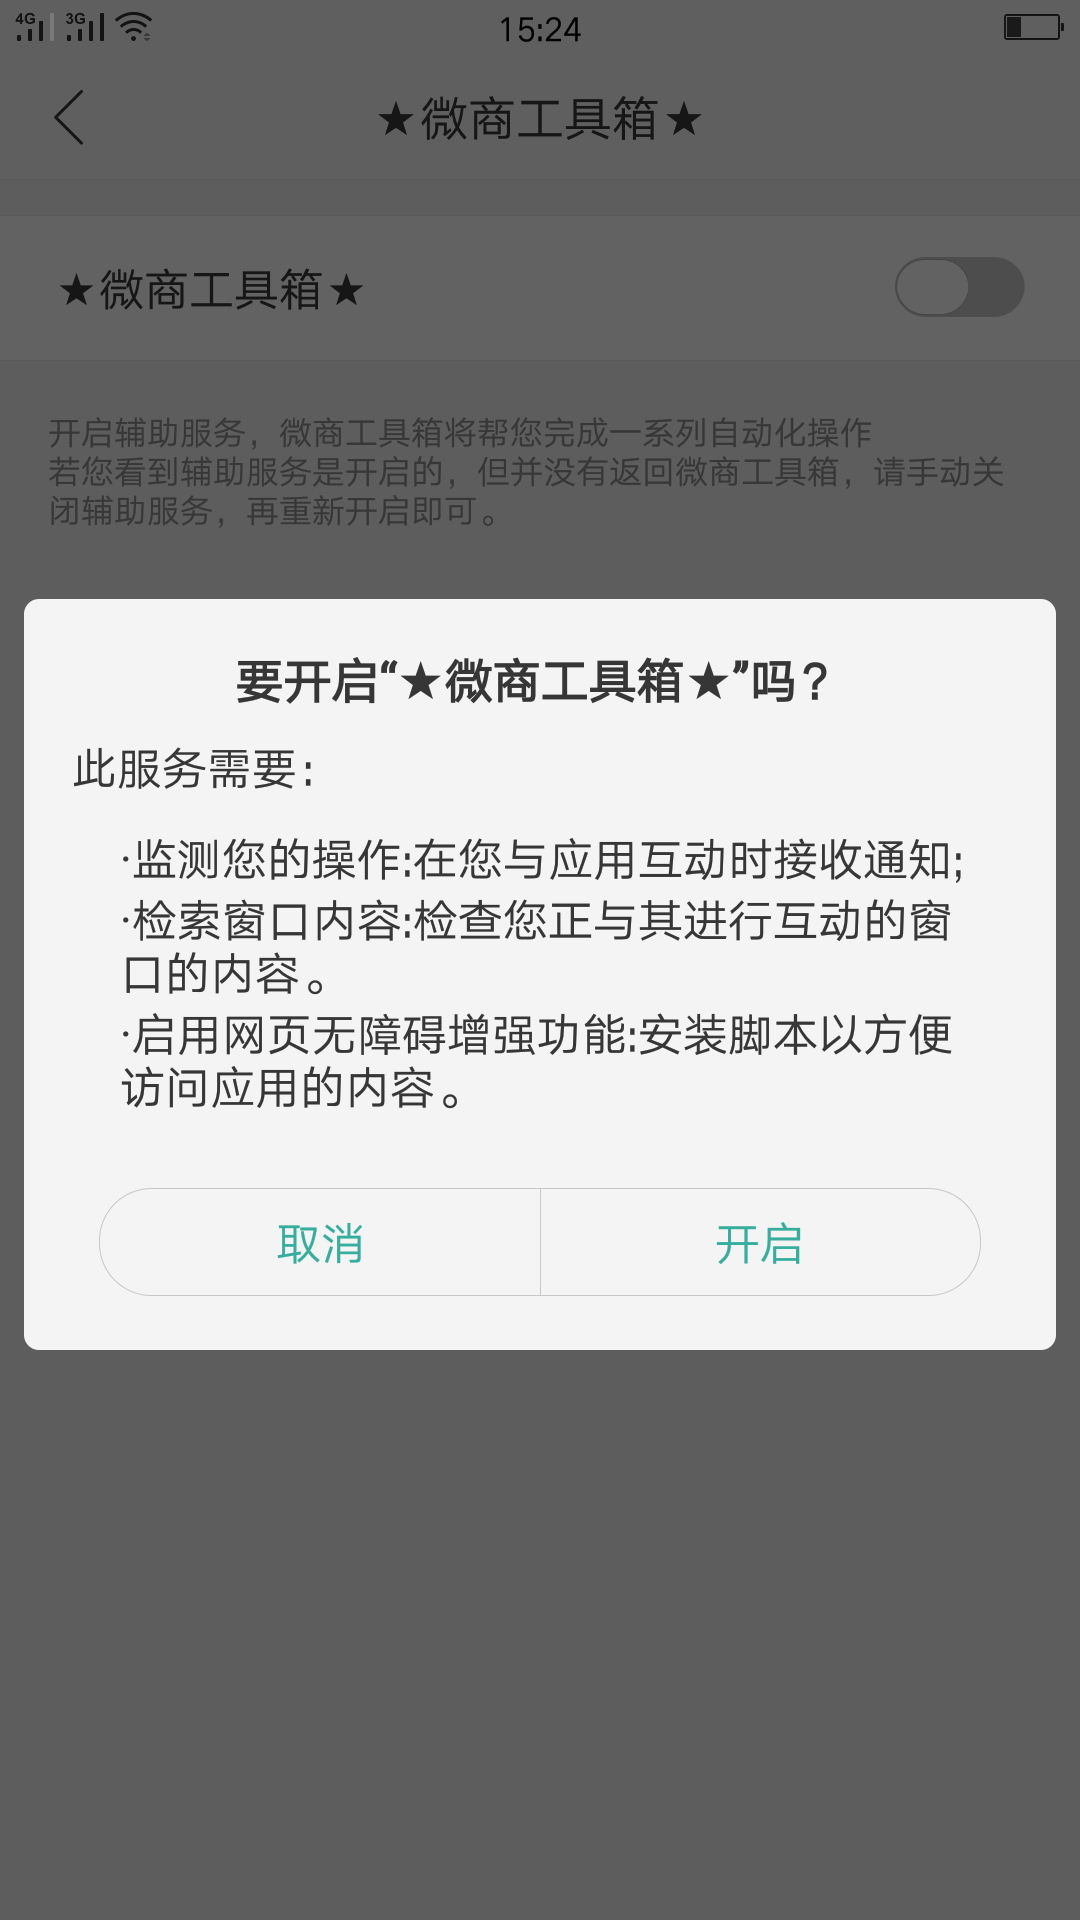 4G 3G 15:24
★微商工具箱★
★微商工具箱★
开启辅助服务，微商工具箱将帮您完成一系列自动化操作
若您看到辅助服务是开启的，但并没有返回微商工具箱，请手动关
闭辅助服务，再重新开启即可。
要开启“★微商工具箱★”吗？
此服务需要：
·监测您的操作:在您与应用互动时接收通知;
·检索窗口内容:检查您正与其进行互动的窗
口的内容。
·启用网页无障碍增强功能:安装脚本以方便
访问应用的内容。
取消 开启